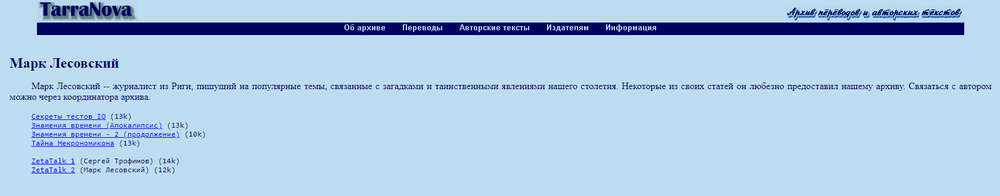 TarraNova
Архив переводов и авторских текстов
Об архиве Переводы Авторские тексты Издателям Информация
Марк Лесовский
Марк Лесовский -- журналист из Риги, пишущий на популярные темы, связанные с загадками и таинственными явлениями нашего столетия. Некоторые из своих статей он любезно предоставил нашему архиву. Связаться с автором
можно через координатора архива.
Секреты тестов IQ (13k)
Знамения времени (Апокалипсис) (13k)
Знамения времени - 2 (продолжение) (10k)
Тайна Некрономикона (13k)
ZetaTalk 1 (Сергей Трофимов) (14k)
ZetaTalk 2 (Марк Лесовский) (12k)